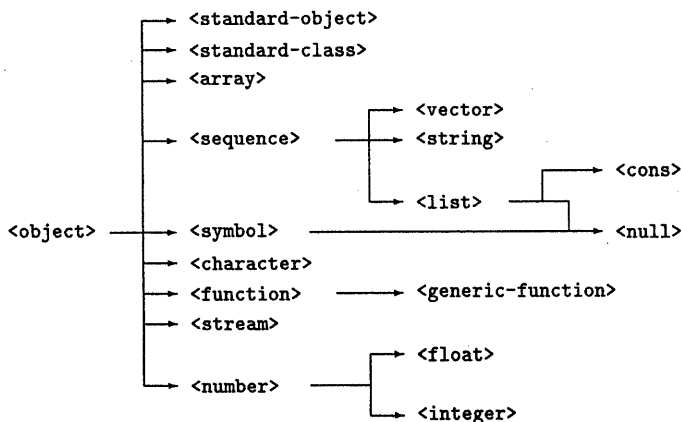 <standard-object>
<standard-class>
<array>
<vector>
<sequence>
<string>
<cons>
<list>
<object>
<symbol>
<null>
<character>
<function>
<generic-function>
<stream>
<float>
<number>
<integer>